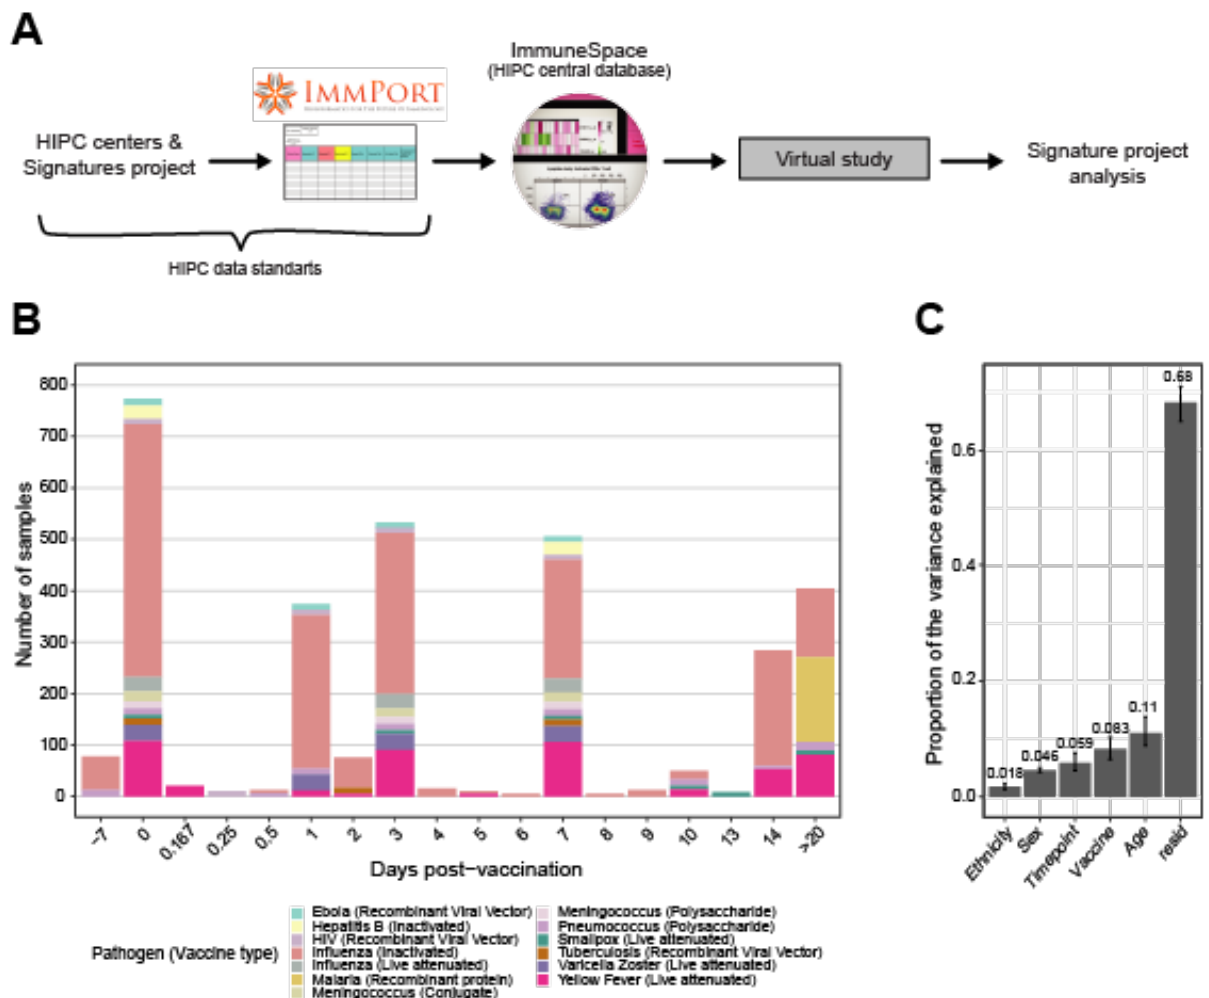 A
ImmuneSpace
(HIPC central database)
IMMPORT
HIPC centers &
Signatures project
Virtual study
Signature project
analysis
HIPC data standarts
B
Number of samples
800
700
600
500
400
300
200
100
0
-7
0
0.167
0.25
0.5
1
2
3
4
5
6
7
8
9
10
13
14
>20
Days post-vaccination
Pathogen (Vaccine type)
Ebola (Recombinant Viral Vector)
Hepatitis B (Inactivated)
HIV (Recombinant Viral Vector)
Influenza (Inactivated)
Influenza (Live attenuated)
Malaria (Recombinant protein)
Meningococcus (Conjugate)
Meningococcus (Polysaccharide)
Pneumococcus (Polysaccharide)
Smallpox (Live attenuated)
Tuberculosis (Recombinant Viral Vector)
Varicella Zoster (Live attenuated)
Yellow Fever (Live attenuated)
C
Proportion of the variance explained
0.6
0.4
0.2
0.0
0.018
0.046
0.059
0.083
0.11
0.68
Ethnicity
Sex
Timepoint
Vaccine
Age
resid